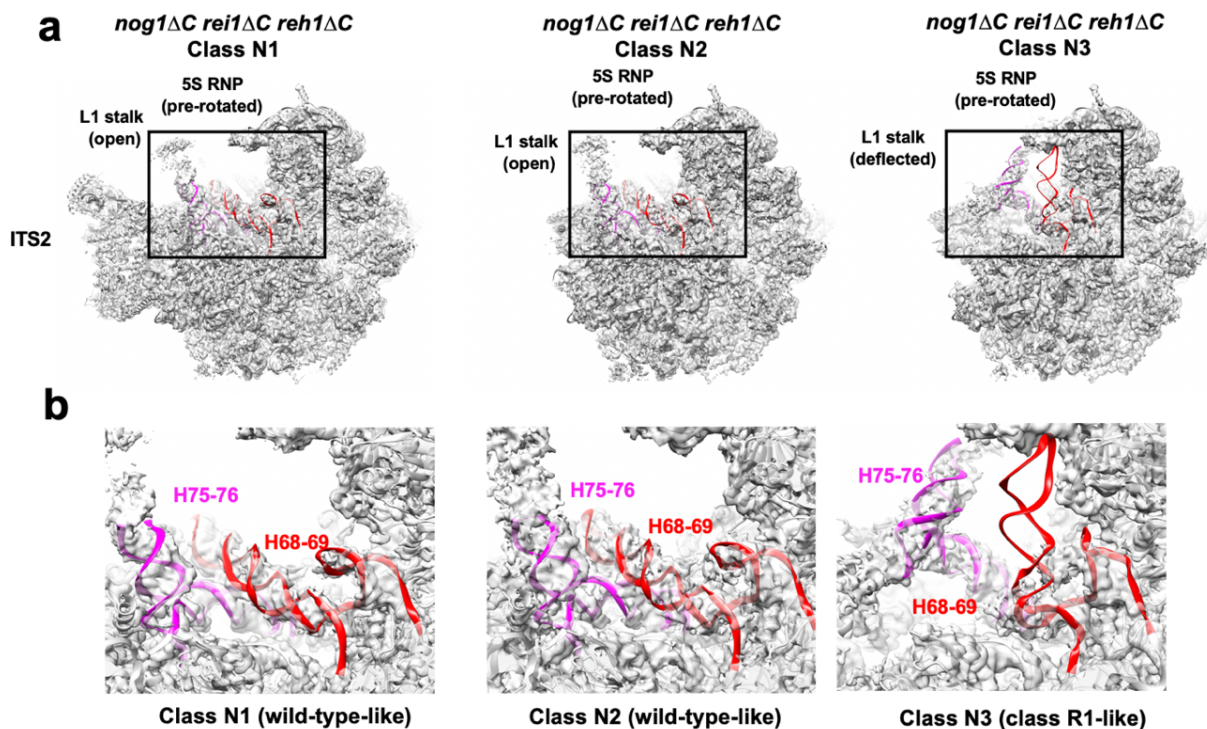 a
nog1ΔC rei1ΔC reh1ΔC
Class N1
5S RNP
(pre-rotated)
L1 stalk
(open)
ITS2
nog1ΔC rei1ΔC reh1ΔC
Class N2
5S RNP
(pre-rotated)
L1 stalk
(open)
nog1ΔC rei1ΔC reh1ΔC
Class N3
5S RNP
(pre-rotated)
L1 stalk
(deflected)
b
H75-76
H68-69
Class N1 (wild-type-like)
H75-76
H68-69
Class N2 (wild-type-like)
H75-76
H68-69
Class N3 (class R1-like)